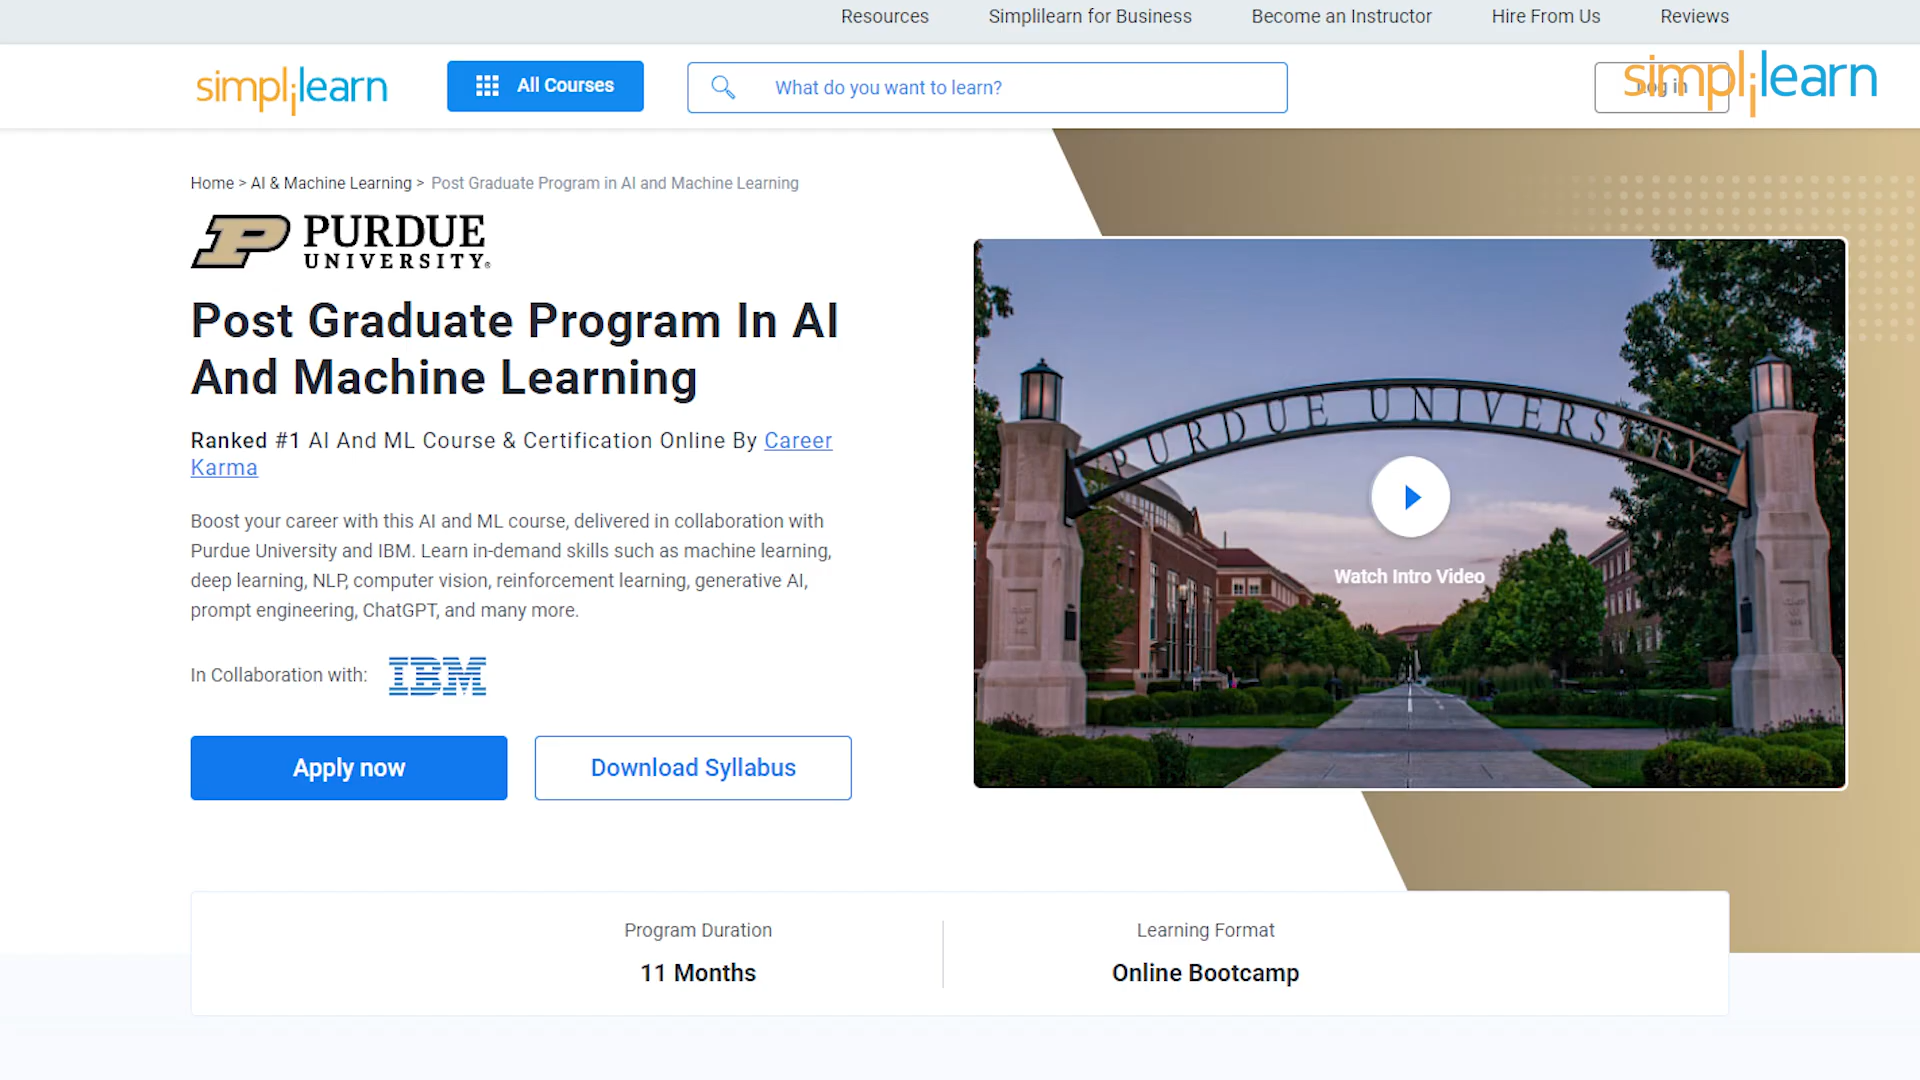 Resources Simplilearn for Business Become an Instructor Hire From Us Reviews
simplilearn All Courses What do you want to learn? Log in simplilearn
Home > AI & Machine Learning > Post Graduate Program in AI and Machine Learning
PURDUE
UNIVERSITY®
Post Graduate Program In AI
And Machine Learning
Ranked #1 AI And ML Course & Certification Online By Career
Karma
Boost your career with this AI and ML course, delivered in collaboration with
Purdue University and IBM. Learn in-demand skills such as machine learning,
deep learning, NLP, computer vision, reinforcement learning, generative AI,
prompt engineering, ChatGPT, and many more.
In Collaboration with: IBM
Apply now Download Syllabus
PURDUE UNIVERSITY
Watch Intro Video
Program Duration
11 Months
Learning Format
Online Bootcamp